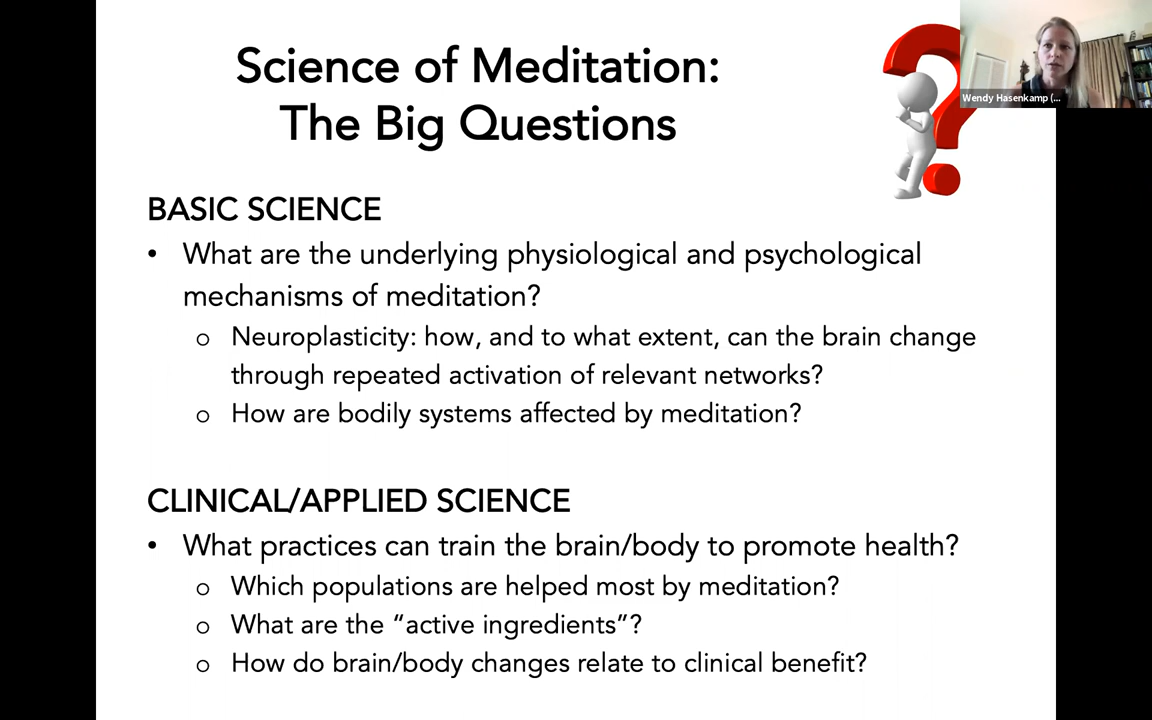 Science of Meditation:
The Big Questions
Wendy Hasenkamp (...
BASIC SCIENCE
• What are the underlying physiological and psychological
mechanisms of meditation?
o Neuroplasticity: how, and to what extent, can the brain change
through repeated activation of relevant networks?
o How are bodily systems affected by meditation?
CLINICAL/APPLIED SCIENCE
• What practices can train the brain/body to promote health?
o Which populations are helped most by meditation?
o What are the “active ingredients”?
o How do brain/body changes relate to clinical benefit?